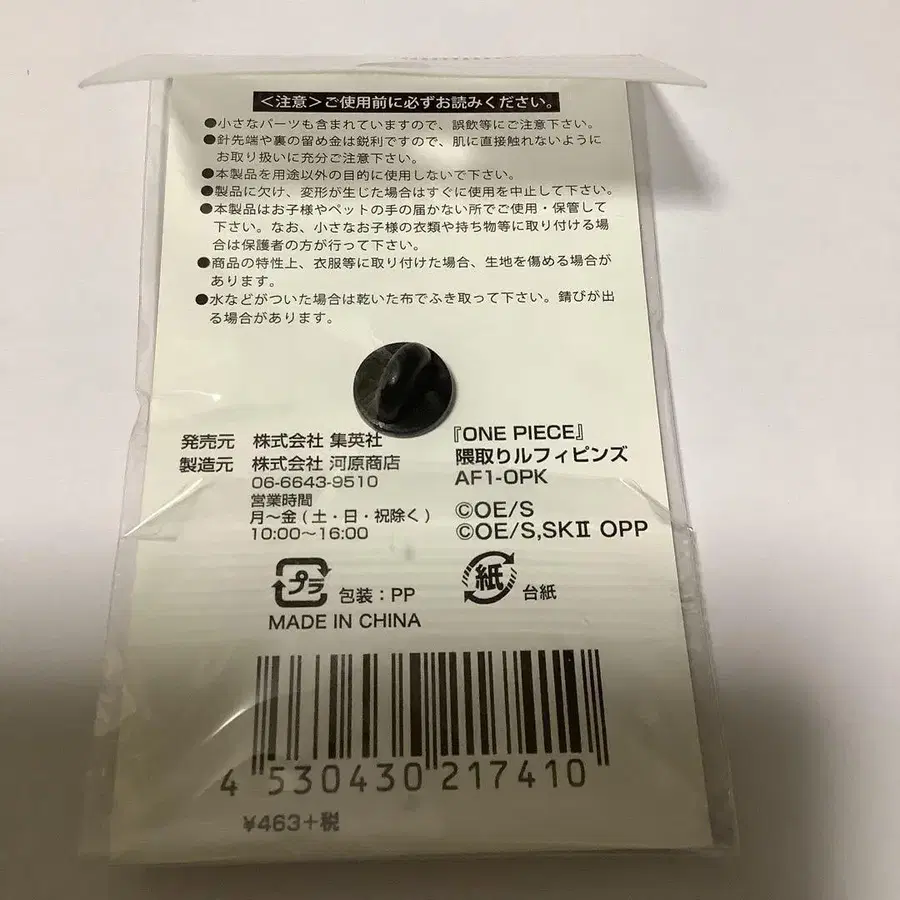 <注意>ご使用前に必ずお読みください。
●小さなパーツも含まれていますので、誤飲等にご注意下さい。
●針先端や裏の留め金は鋭利ですので、肌に直接触れないように
お取り扱いに充分ご注意下さい。
●本製品を用途以外の目的に使用しないで下さい。
●製品に欠け、変形が生じた場合はすぐに使用を中止して下さい。
●本製品はお子様やペットの手の届かない所でご使用・保管して
下さい。なお、小さなお子様の衣類や持ち物等に取り付ける場
合は保護者の方が行って下さい。
●商品の特性上、衣服等に取り付けた場合、生地を傷める場合が
あります。
●水などがついた場合は乾いた布でふき取って下さい。錆びが出
る場合があります。
発売元 株式会社 集英社
製造元 株式会社 河原商店
06-6643-9510
営業時間
月～金(土・日・祝除く)
10:00～16:00
『ONE PIECE』
隈取りルフィピンズ
AF1-OPK
©OE/S
©OE/S,SKⅡ OPP
プラ 包装:PP
紙 台紙
MADE IN CHINA
4 530430 217410
¥463+税